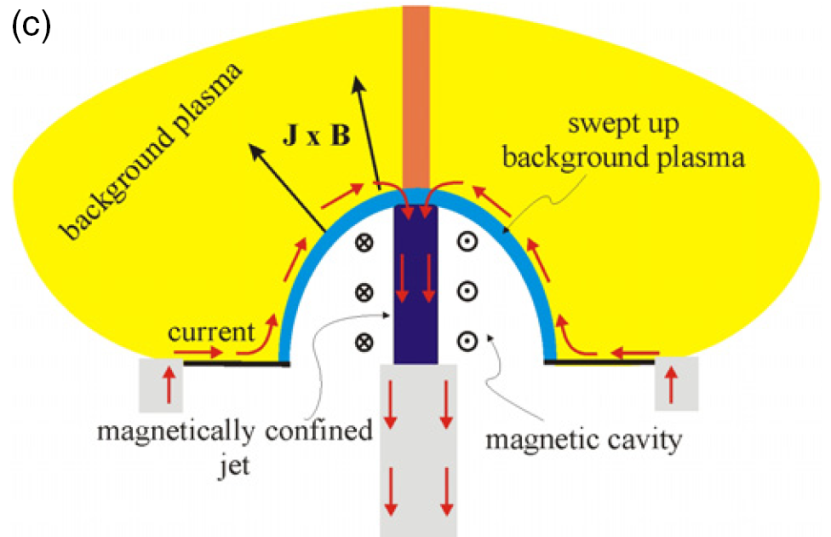 (c)
background plasma
J x B
swept up
background plasma
current
magnetically confined
jet
magnetic cavity